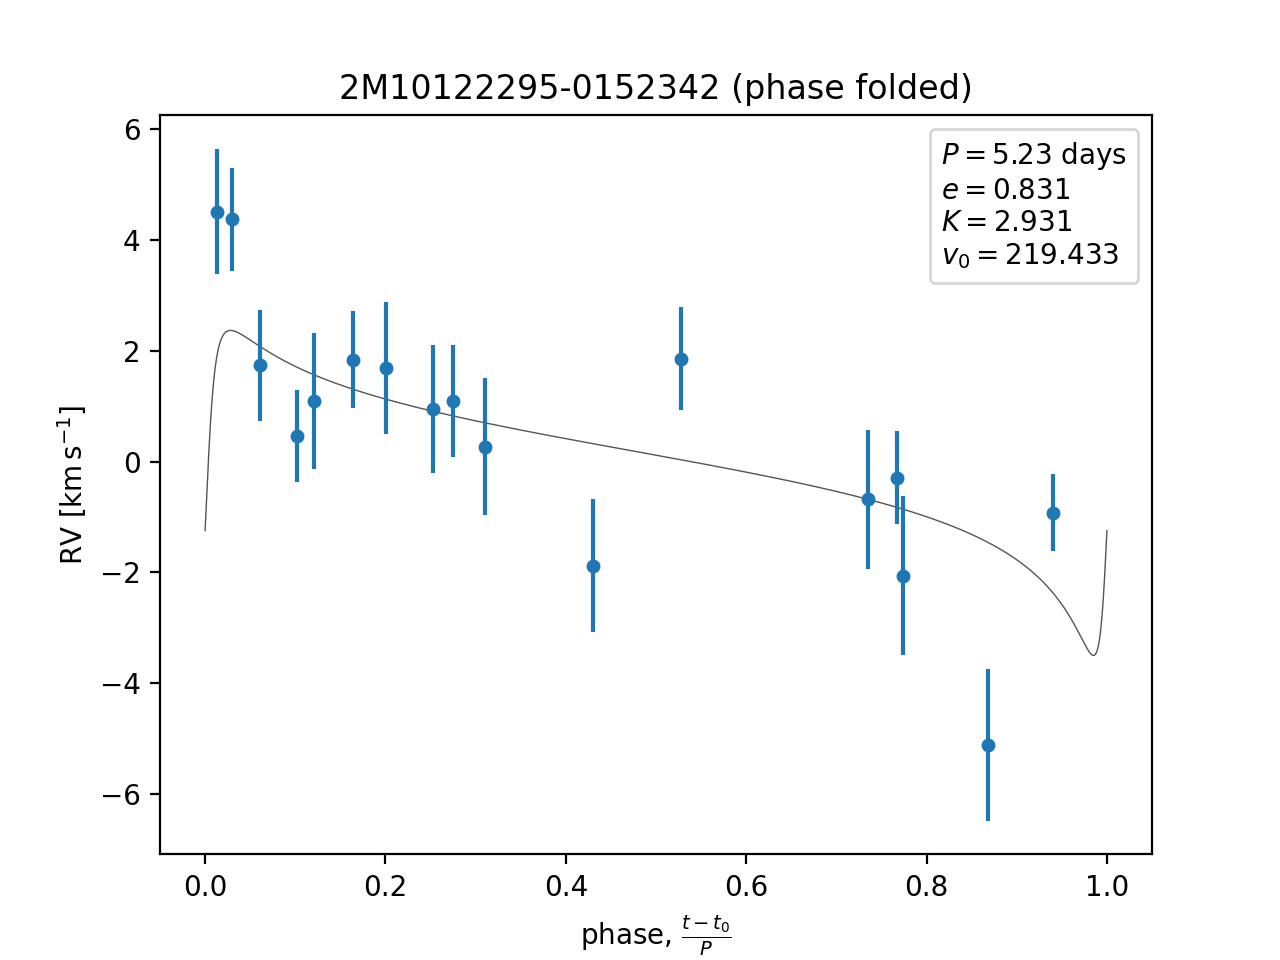 2M10122295-0152342 (phase folded)
P = 5.23 days
e = 0.831
K = 2.931
v₀ = 219.433
RV [km s⁻¹]
6
4
2
0
−2
−4
−6
0.0 0.2 0.4 0.6 0.8 1.0
phase, (t − t₀)/P